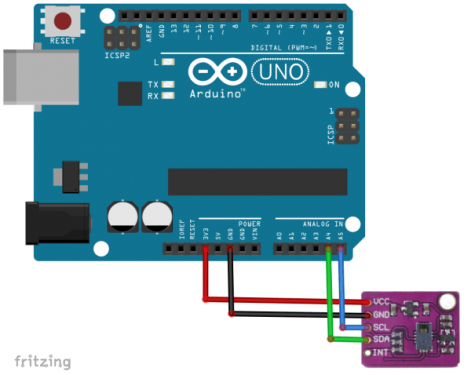 RESET
ICSP2
AREF
GND
13
12
~11
~10
~9
8
7
~6
~5
4
~3
2
TXD▶1
RXD◀0
DIGITAL (PWM=~)
L
TX
RX
UNO
Arduino™
ON
1
ICSP
IOREF
RESET
3V3
5V
GND
GND
VIN
POWER
ANALOG IN
A0
A1
A2
A3
A4
A5
VCC
GND
SCL
SDA
INT
fritzing